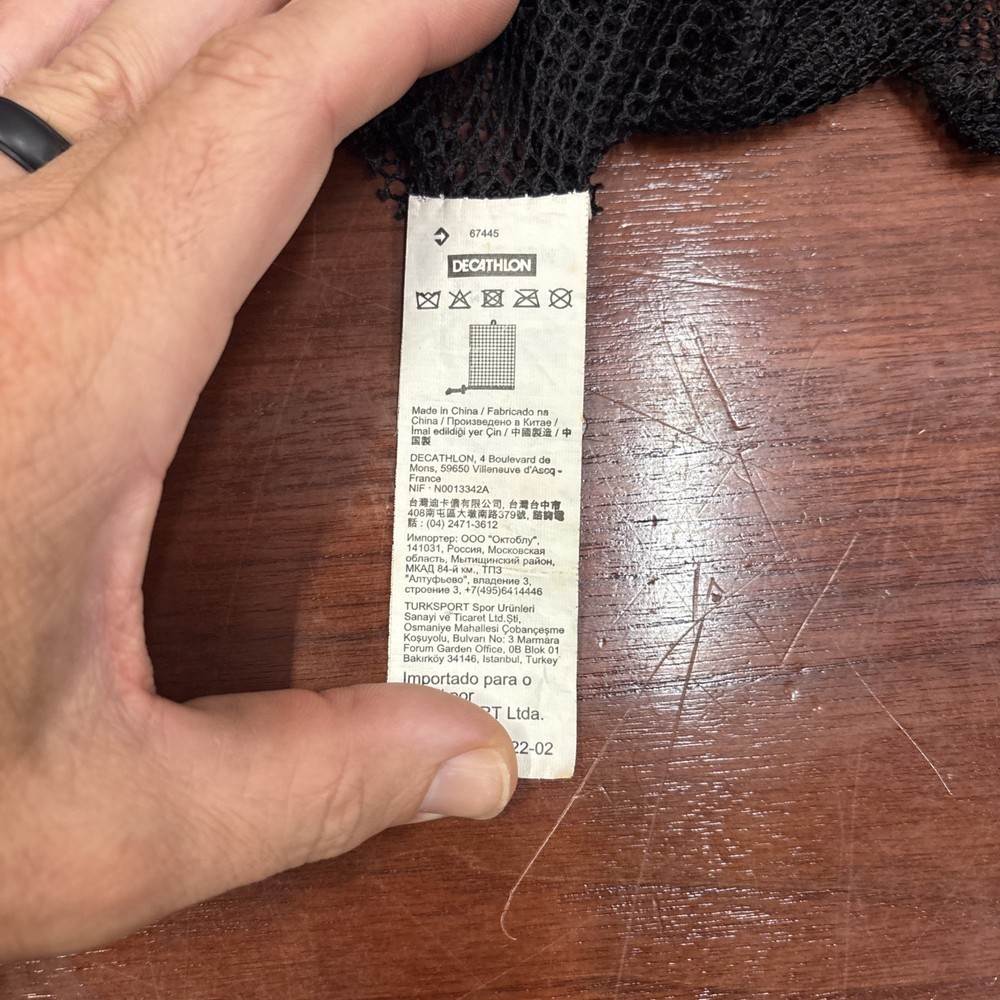 67445
DECATHLON
Made in China / Fabricado na
China / Произведено в Китае /
İmal edildiği yer Çin / 中國製造 / 中
国製
DECATHLON, 4 Boulevard de
Mons, 59650 Villeneuve d'Ascq -
France
NIF : N0013342A
台灣迪卡儂有限公司, 台灣台中市
408南屯區大墩南路379號, 諮詢電
話 : (04) 2471-3612
Импортер: ООО "Октоблу",
141031, Россия, Московская
область, Мытищинский район,
МКАД 84-й км., ТПЗ
"Алтуфьево", владение 3,
строение 3, +7(495)6414446
TURKSPORT Spor Urünleri
Sanayi ve Ticaret Ltd.Şti,
Osmaniye Mahallesi Çobançeşme
Koşuyolu, Bulvarı No: 3 Marmara
Forum Garden Office, 0B Blok 01
Bakırköy 34146, Istanbul, Turkey
Importado para o
por
RT Ltda.
22-02